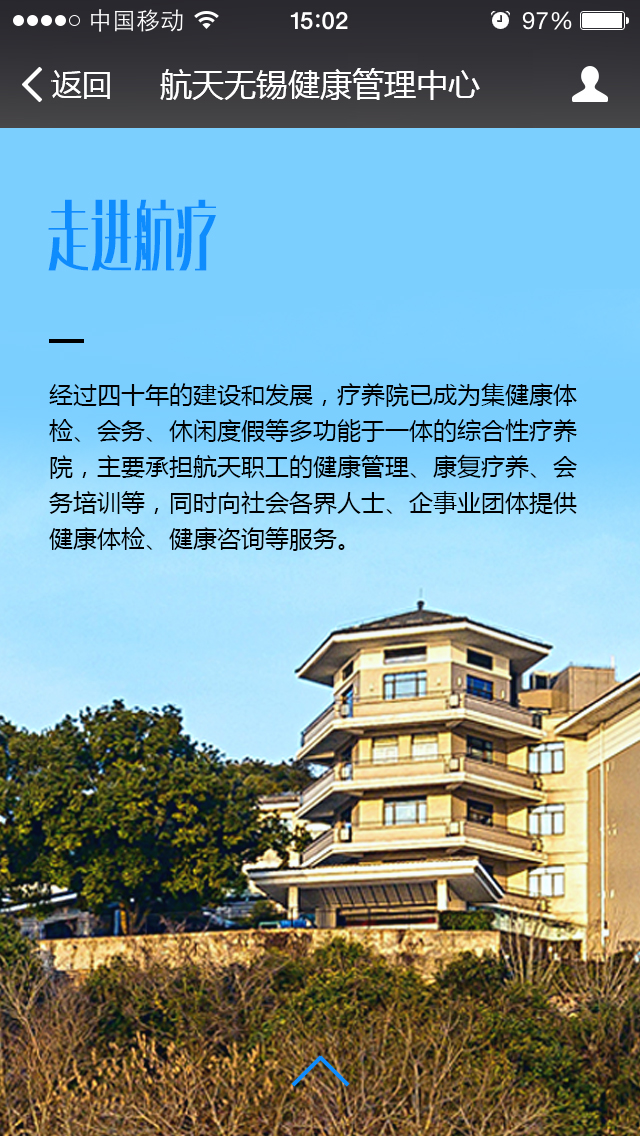 中国移动 15:02 97%
返回 航天无锡健康管理中心
走进航疗
经过四十年的建设和发展，疗养院已成为集健康体
检、会务、休闲度假等多功能于一体的综合性疗养
院，主要承担航天职工的健康管理、康复疗养、会
务培训等，同时向社会各界人士、企事业团体提供
健康体检、健康咨询等服务。